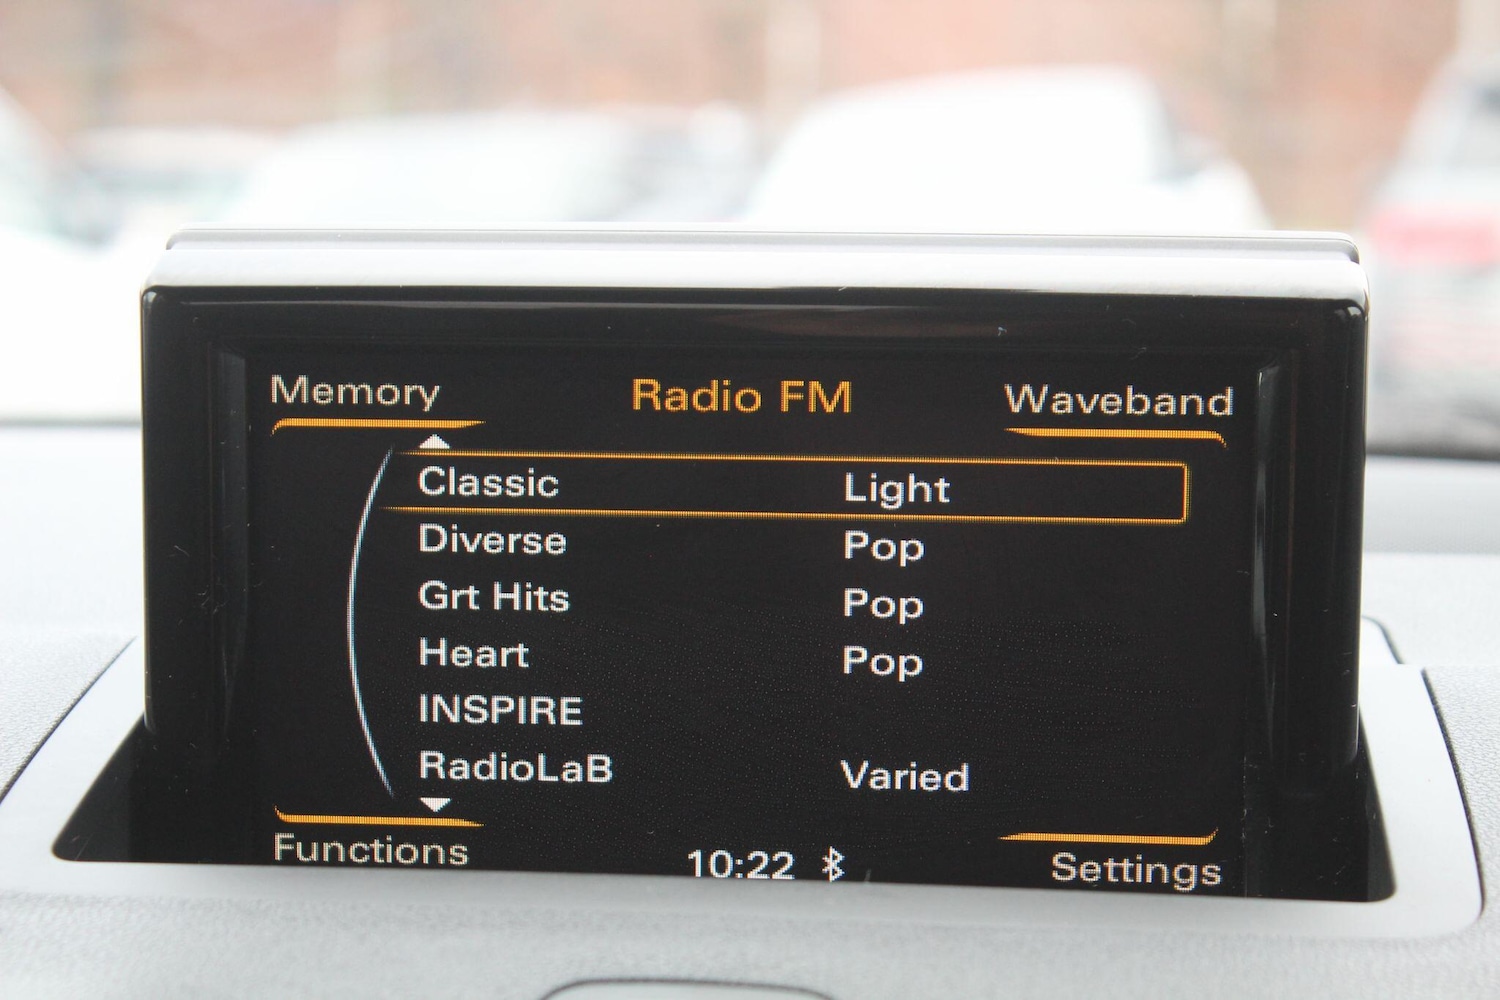 Memory Radio FM Waveband
Classic Light
Diverse Pop
Grt Hits Pop
Heart Pop
INSPIRE
RadioLaB Varied
Functions 10:22 Settings